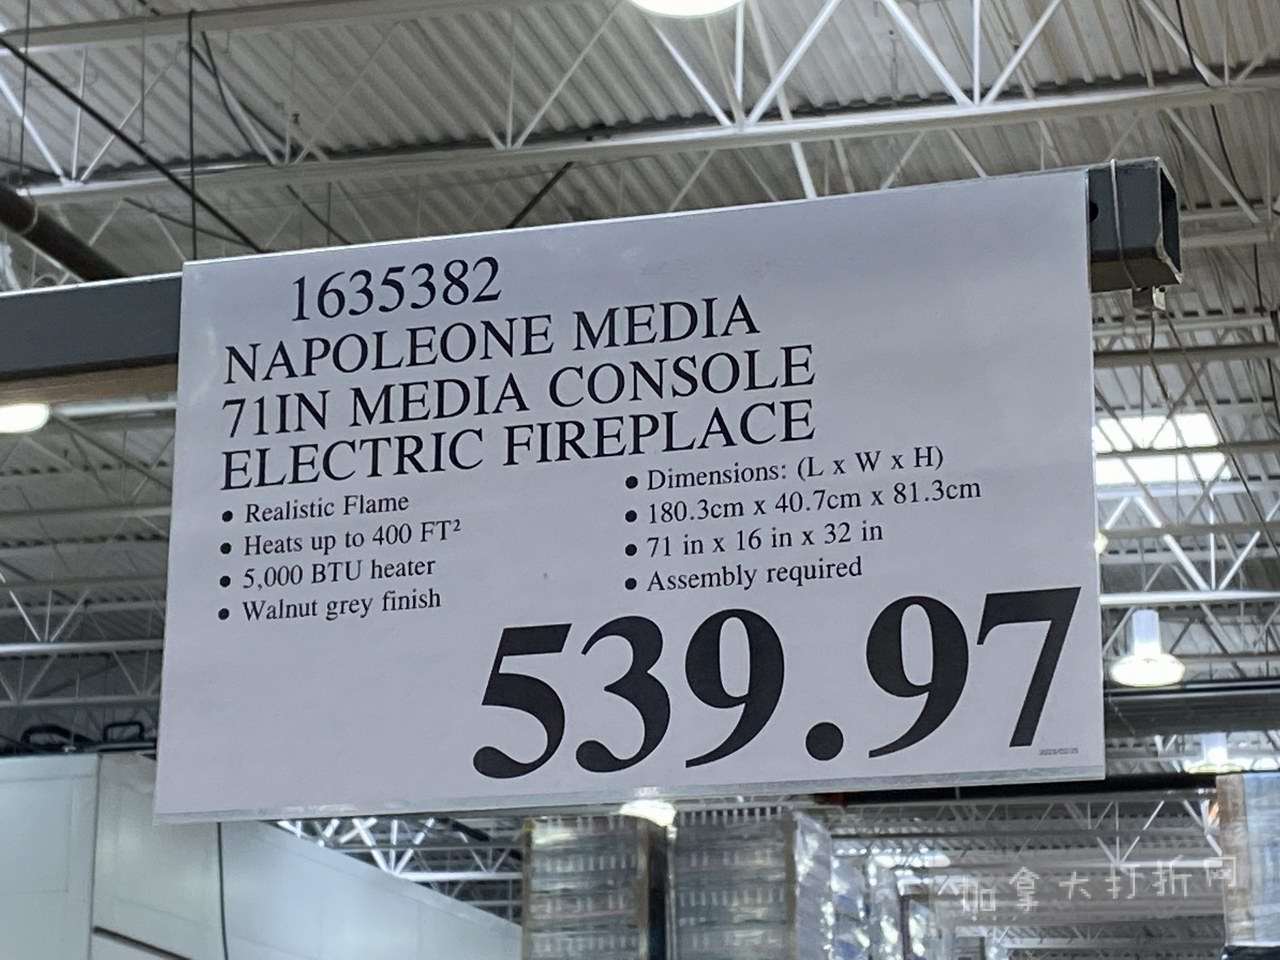 1635382
NAPOLEONE MEDIA
71IN MEDIA CONSOLE
ELECTRIC FIREPLACE
• Realistic Flame
• Heats up to 400 FT²
• 5,000 BTU heater
• Walnut grey finish
• Dimensions: (L x W x H)
• 180.3cm x 40.7cm x 81.3cm
• 71 in x 16 in x 32 in
• Assembly required
539.97
加拿大打折网